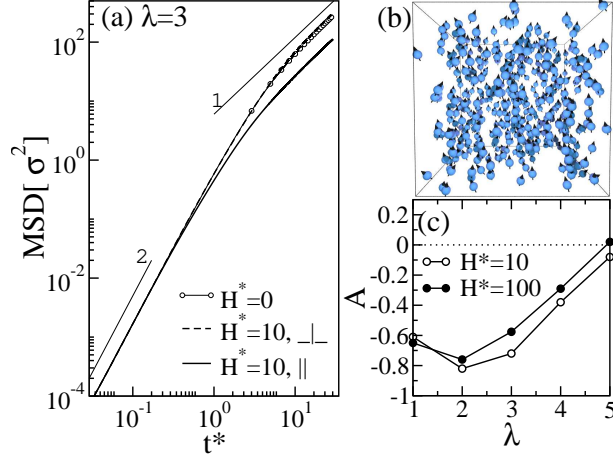 (a) λ=3
MSD[ σ² ]
10²
10⁰
10⁻²
10⁻⁴
1
2
H*=0
H*=10, _|_
H*=10, ||
10⁻¹ 10⁰ 10¹
t*
(b)
(c)
A
0.2
0
-0.2
-0.4
-0.6
-0.8
-1
H*=10
H*=100
1 2 3 4 5
λ